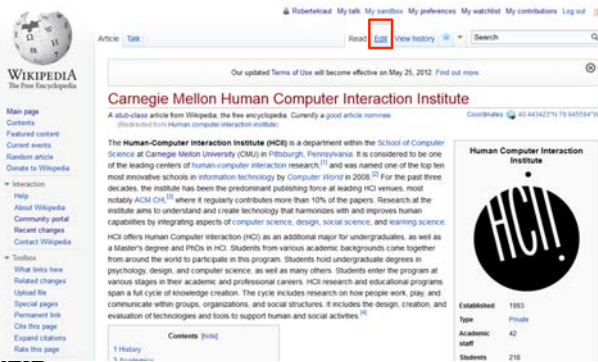 Robertekraut My talk My sandbox My preferences My watchlist My contributions Log out
Article Talk
Read Edit View history Search
WIKIPEDIA
The Free Encyclopedia
Our updated Terms of Use will become effective on May 25, 2012. Find out more.
Main page
Contents
Featured content
Current events
Random article
Donate to Wikipedia
Interaction
Help
About Wikipedia
Community portal
Recent changes
Contact Wikipedia
Toolbox
What links here
Related changes
Upload file
Special pages
Permanent link
Cite this page
Expand citations
Rate this page
Carnegie Mellon Human Computer Interaction Institute
A stub-class article from Wikipedia, the free encyclopedia. Currently a good article nominee.
(Redirected from Human computer interaction institute)
Coordinates
The Human-Computer Interaction Institute (HCII) is a department within the School of Computer
Science at Carnegie Mellon University (CMU) in Pittsburgh, Pennsylvania. It is considered to be one
of the leading centers of human-computer interaction research,[1] and was named one of the top ten
most innovative schools in information technology by Computer World in 2008.[2] For the past three
decades, the institute has been the predominant publishing force at leading HCI venues, most
notably ACM CHI,[3] where it regularly contributes more than 10% of the papers. Research at the
institute aims to understand and create technology that harmonizes with and improves human
capabilities by integrating aspects of computer science, design, social science, and learning science.
HCII offers Human Computer Interaction (HCI) as an additional major for undergraduates, as well as
a Master's degree and PhDs in HCI. Students from various academic backgrounds come together
from around the world to participate in this program. Students hold undergraduate degrees in
psychology, design, and computer science, as well as many others. Students enter the program at
various stages in their academic and professional careers. HCII research and educational programs
span a full cycle of knowledge creation. The cycle includes research on how people work, play, and
communicate within groups, organizations, and social structures. It includes the design, creation, and
evaluation of technologies and tools to support human and social activities.[4]
Contents [hide]
1 History
Human Computer Interaction
Institute
HCII
Established 1993
Type Private
Academic staff 42
Students 218